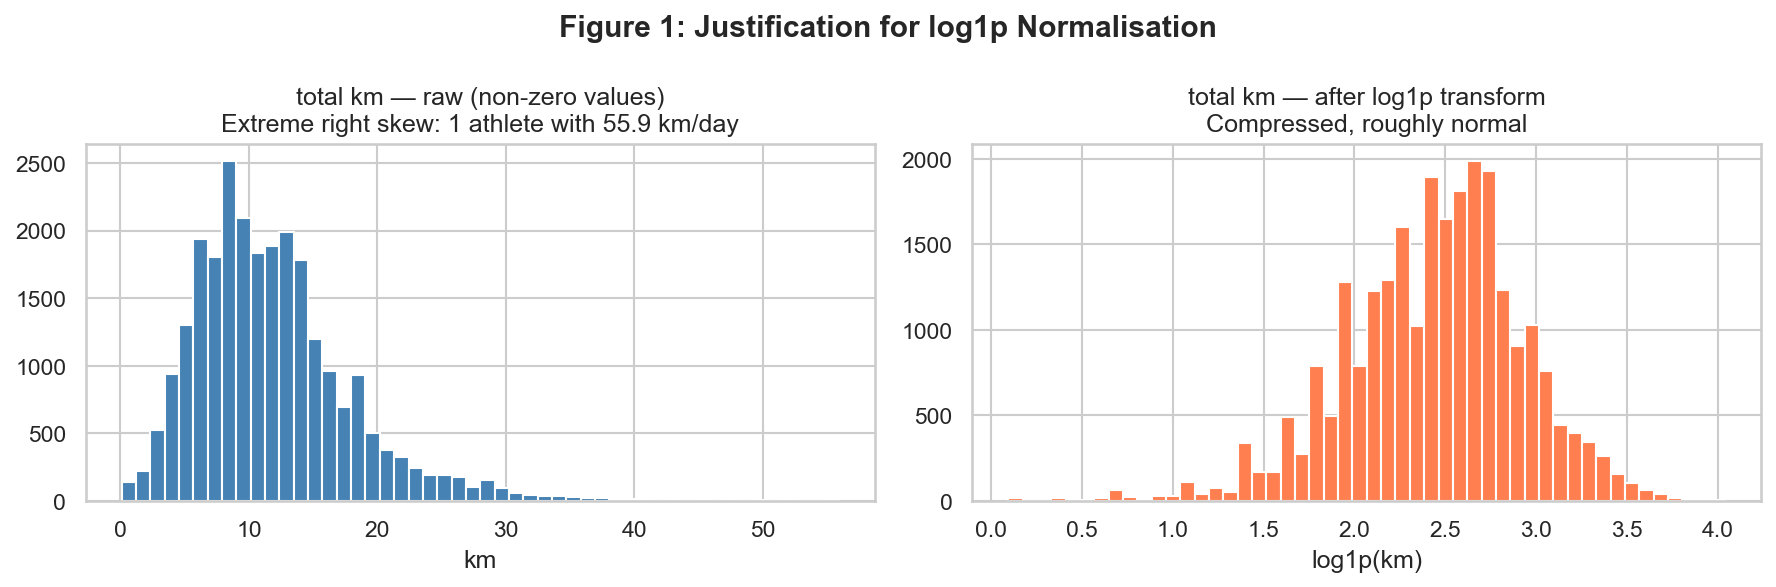 Figure 1: Justification for log1p Normalisation
total km — raw (non-zero values)
Extreme right skew: 1 athlete with 55.9 km/day
2500
2000
1500
1000
500
0
0 10 20 30 40 50
km
total km — after log1p transform
Compressed, roughly normal
2000
1500
1000
500
0
0.0 0.5 1.0 1.5 2.0 2.5 3.0 3.5 4.0
log1p(km)